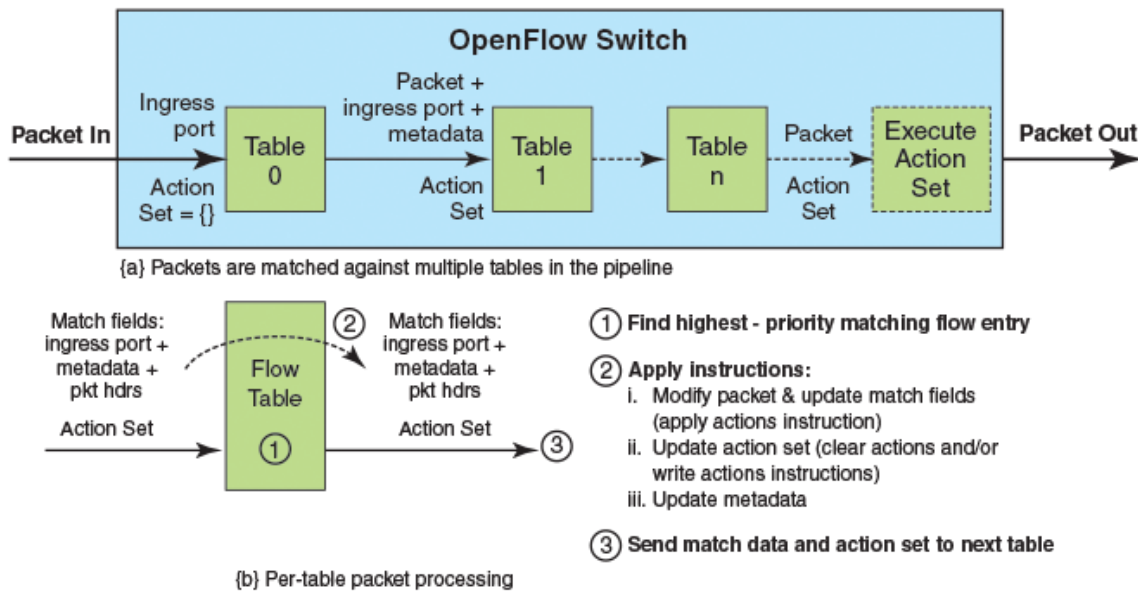 OpenFlow Switch
Packet In
Ingress
port
Action
Set = {}
Table
0
Packet +
ingress port +
metadata
Action
Set
Table
1
Table
n
Packet
Action
Set
Execute
Action
Set
Packet Out
{a} Packets are matched against multiple tables in the pipeline
Match fields:
ingress port +
metadata +
pkt hdrs
Action Set
Flow
Table
1
2
Match fields:
ingress port +
metadata +
pkt hdrs
Action Set
3
1 Find highest - priority matching flow entry
2 Apply instructions:
i. Modify packet & update match fields
(apply actions instruction)
ii. Update action set (clear actions and/or
write actions instructions)
iii. Update metadata
3 Send match data and action set to next table
{b} Per-table packet processing